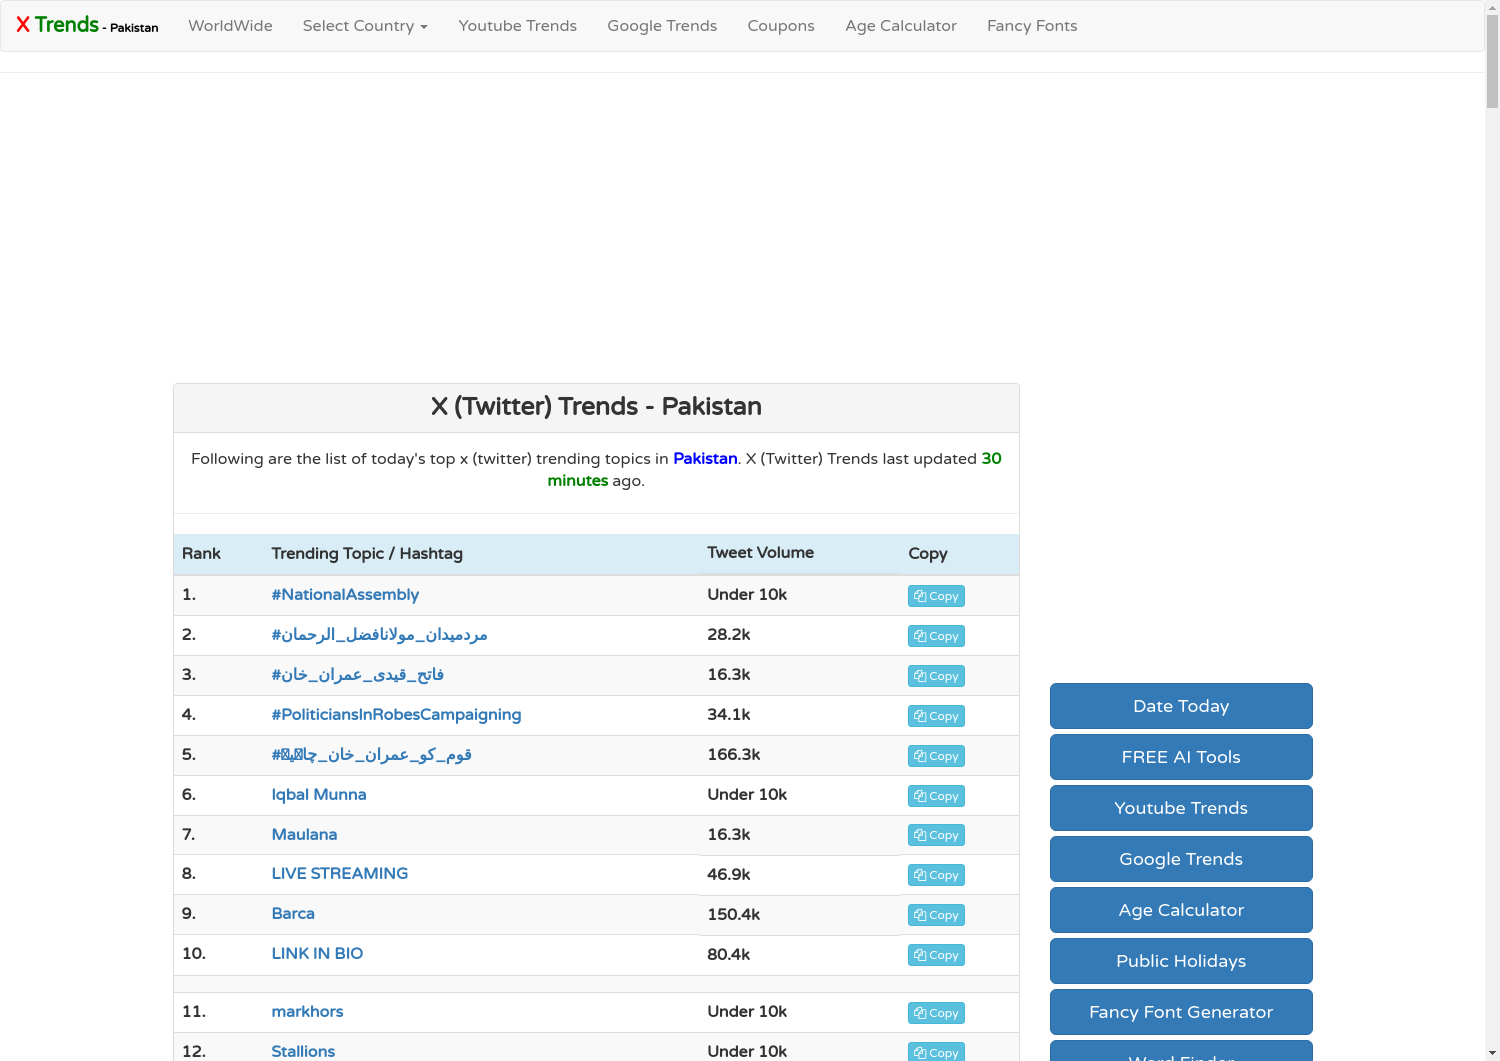 X Trends - Pakistan WorldWide Select Country Youtube Trends Google Trends Coupons Age Calculator Fancy Fonts
X (Twitter) Trends - Pakistan
Following are the list of today's top x (twitter) trending topics in Pakistan. X (Twitter) Trends last updated 30
minutes ago.
Rank Trending Topic / Hashtag Tweet Volume Copy
1. #NationalAssembly Under 10k Copy
2. #مردمیدان_مولانافضل_الرحمان 28.2k Copy
3. #فاتح_قیدی_عمران_خان 16.3k Copy
4. #PoliticiansInRobesCampaigning 34.1k Copy
5. #قوم_کو_عمران_خان_ 166.3k Copy
6. Iqbal Munna Under 10k Copy
7. Maulana 16.3k Copy
8. LIVE STREAMING 46.9k Copy
9. Barca 150.4k Copy
10. LINK IN BIO 80.4k Copy
11. markhors Under 10k Copy
12. Stallions Under 10k Copy
Date Today
FREE AI Tools
Youtube Trends
Google Trends
Age Calculator
Public Holidays
Fancy Font Generator
Word Finder